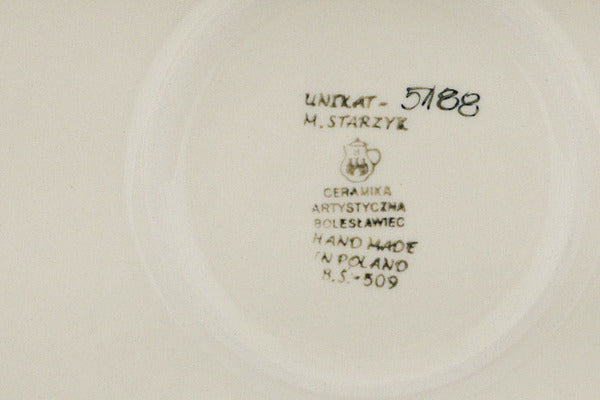 UNIKAT - 5188
M. STARZYK
CERAMIKA
ARTYSTYCZNA
BOLESŁAWIEC
HAND MADE
IN POLAND
M.S.-509